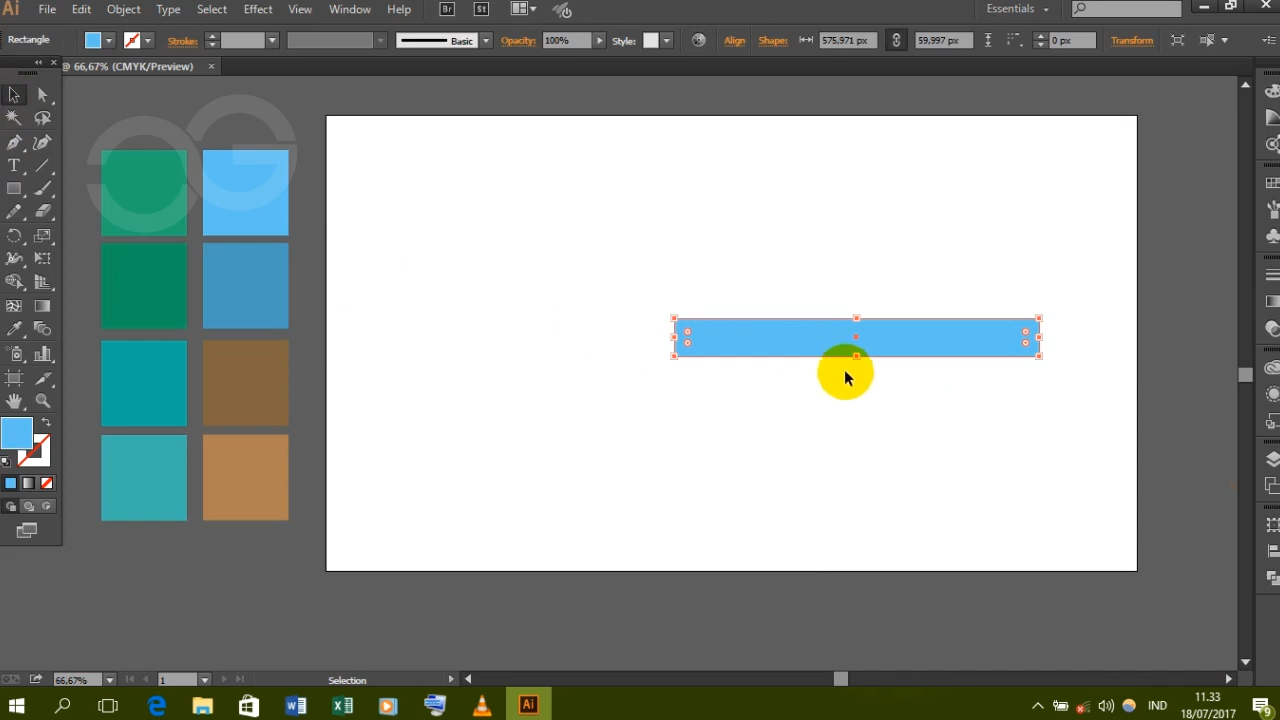 Ai File Edit Object Type Select Effect View Window Help Br St Essentials
Rectangle Stroke: Basic Opacity: 100% Style: Align Shape: 575,971 px 59,997 px 0 px Transform
@ 66,67% (CMYK/Preview) ×
66,67% 1 Selection
Ai IND 11.33
18/07/2017 9